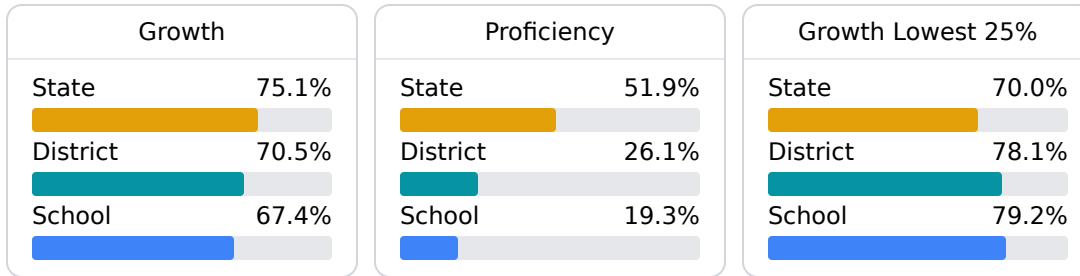 Growth
State 75.1%
District 70.5%
School 67.4%
Proficiency
State 51.9%
District 26.1%
School 19.3%
Growth Lowest 25%
State 70.0%
District 78.1%
School 79.2%